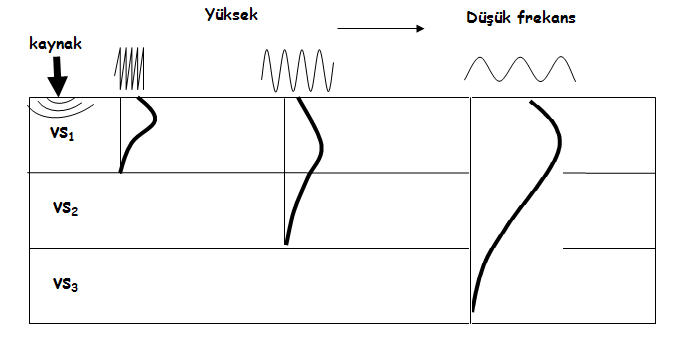 Yüksek
Düşük frekans
kaynak
VS₁
VS₂
VS₃